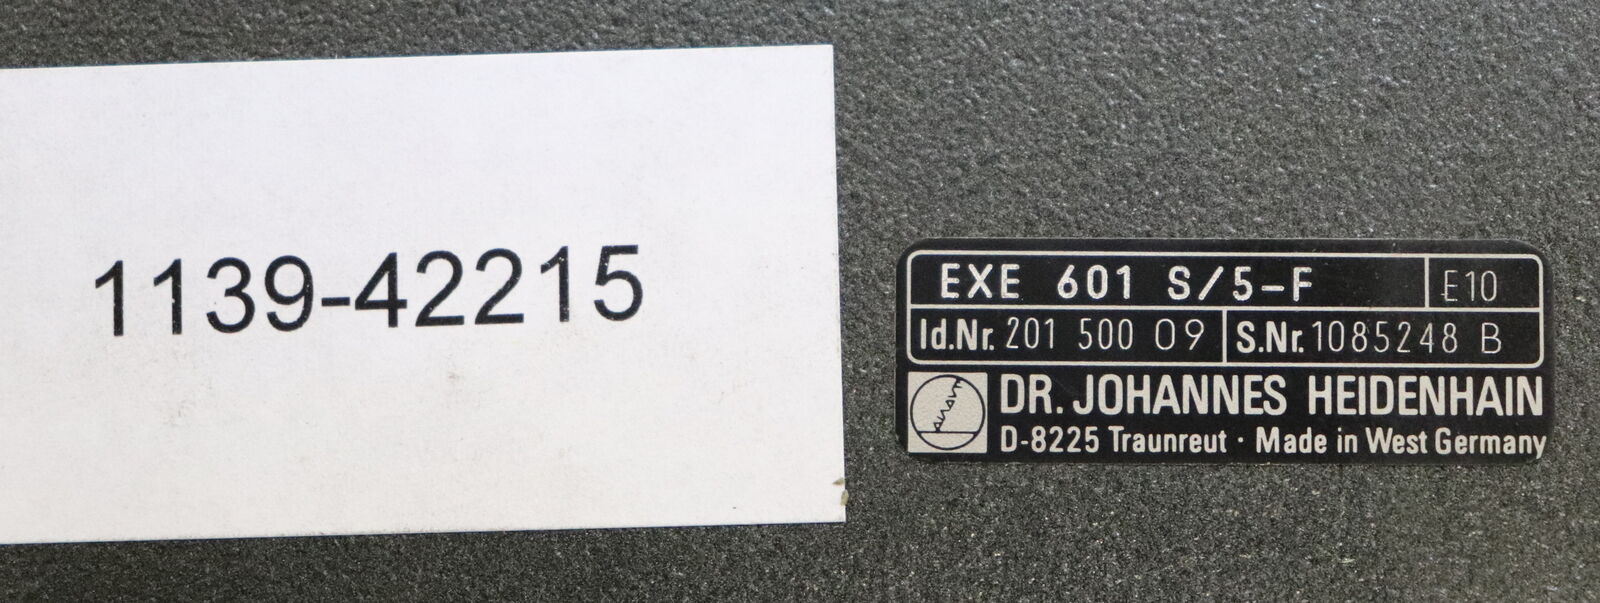 1139-42215
EXE 601 S/5-F E10
Id.Nr. 201 500 09 S.Nr. 1085248 B
DR. JOHANNES HEIDENHAIN
D-8225 Traunreut · Made in West Germany